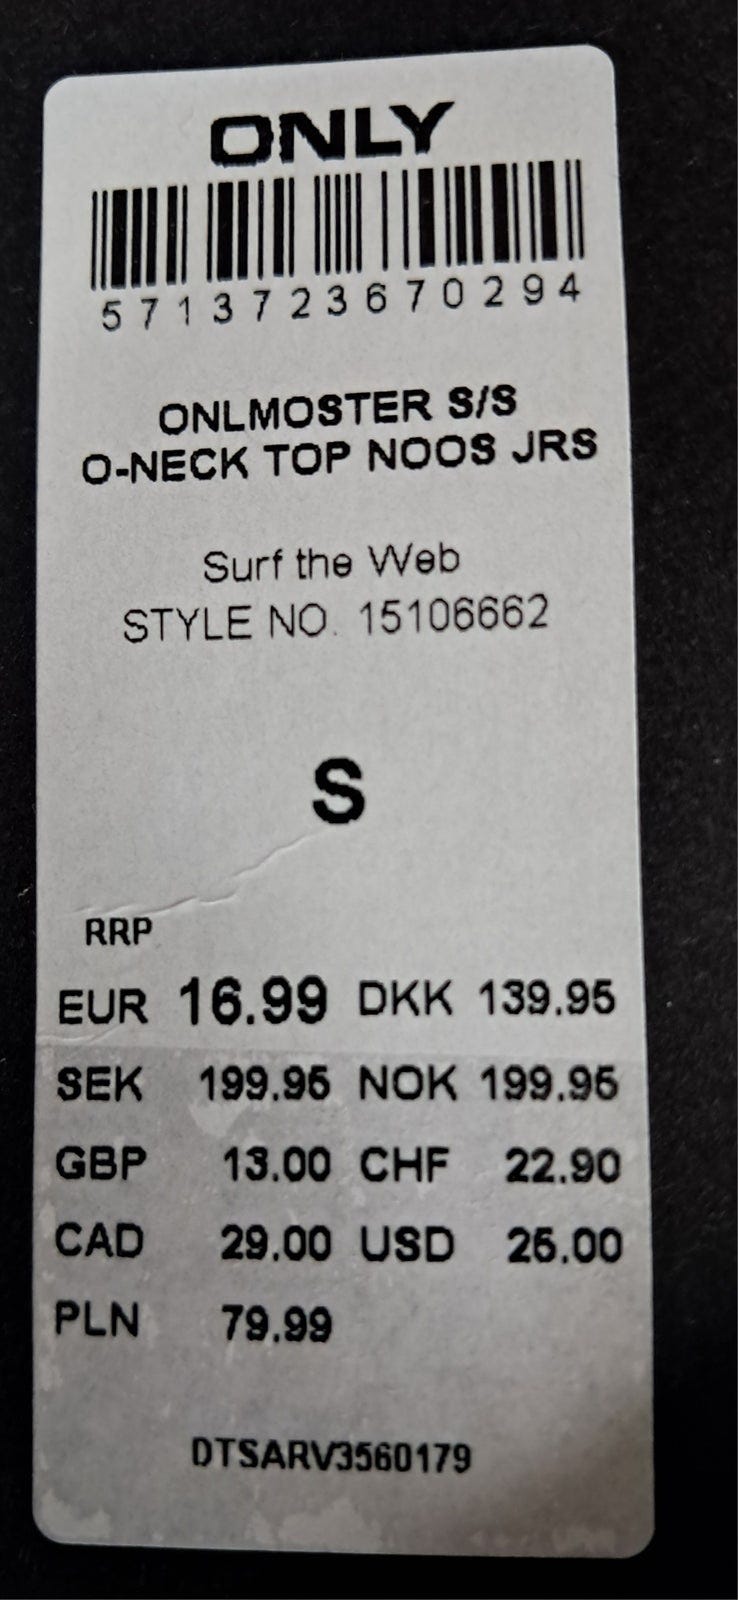 ONLY
5713723670294
ONLMOSTER S/S
O-NECK TOP NOOS JRS
Surf the Web
STYLE NO. 15106662
S
RRP
EUR 16.99 DKK 139.95
SEK 199.95 NOK 199.95
GBP 13.00 CHF 22.90
CAD 29.00 USD 25.00
PLN 79.99
DTSARV3560179